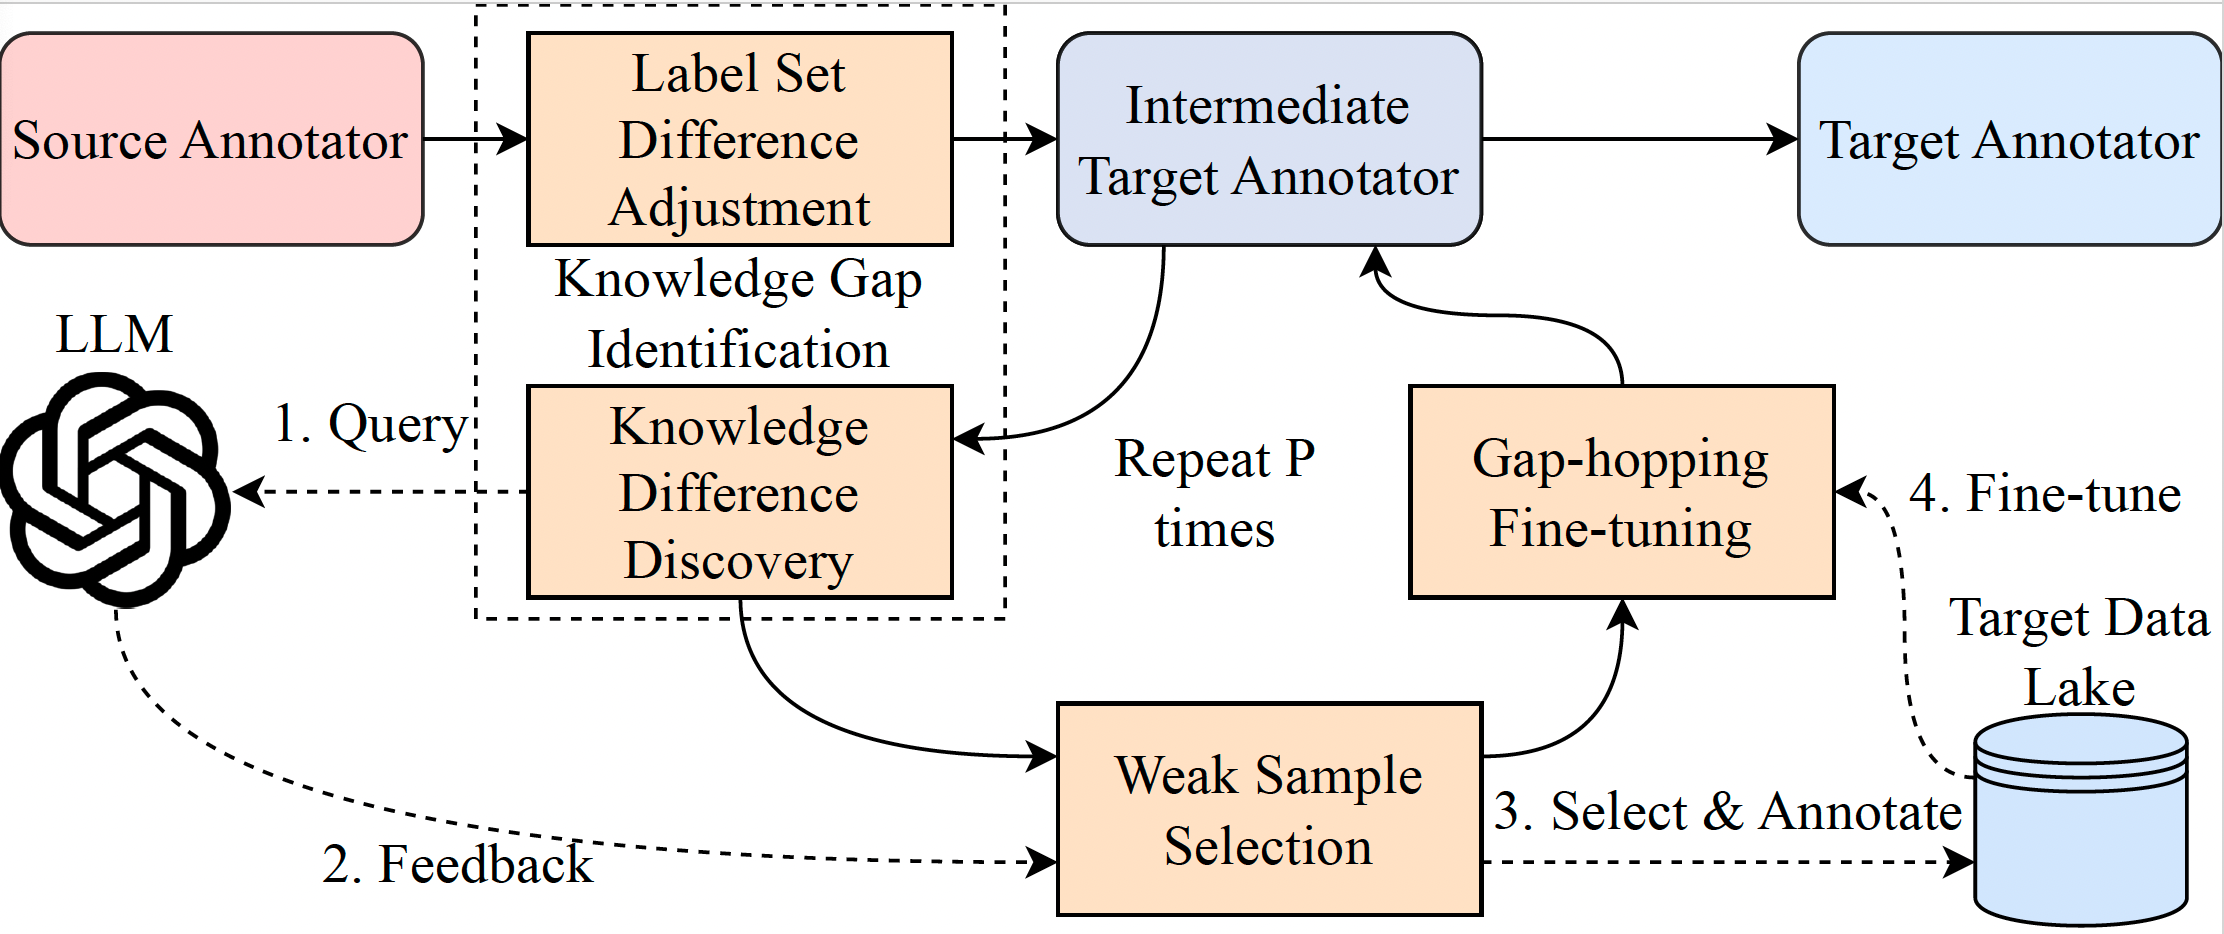 Source Annotator
Label Set
Difference
Adjustment
Intermediate
Target Annotator
Target Annotator
Knowledge Gap
Identification
LLM
1. Query
Knowledge
Difference
Discovery
Repeat P
times
Gap-hopping
Fine-tuning
4. Fine-tune
Target Data
Lake
Weak Sample
Selection
3. Select & Annotate
2. Feedback